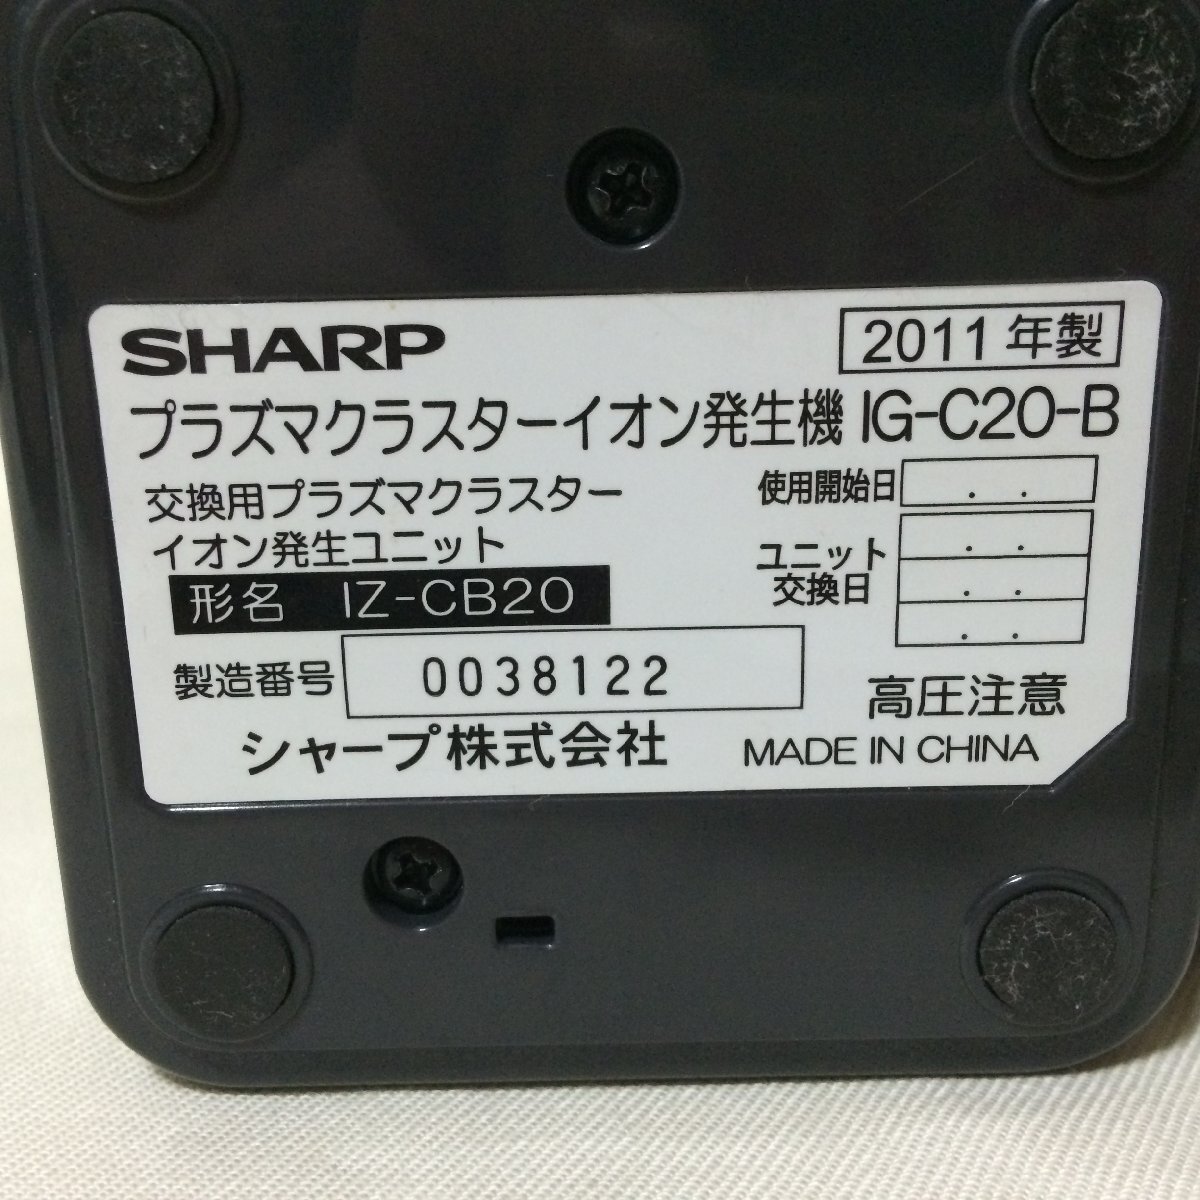 SHARP
2011年製
プラズマクラスターイオン発生機 IG-C20-B
交換用プラズマクラスター
イオン発生ユニット
形名 IZ-CB20
使用開始日 . .
ユニット
交換日
. .
. .
. .
製造番号 0038122
高圧注意
シャープ株式会社
MADE IN CHINA